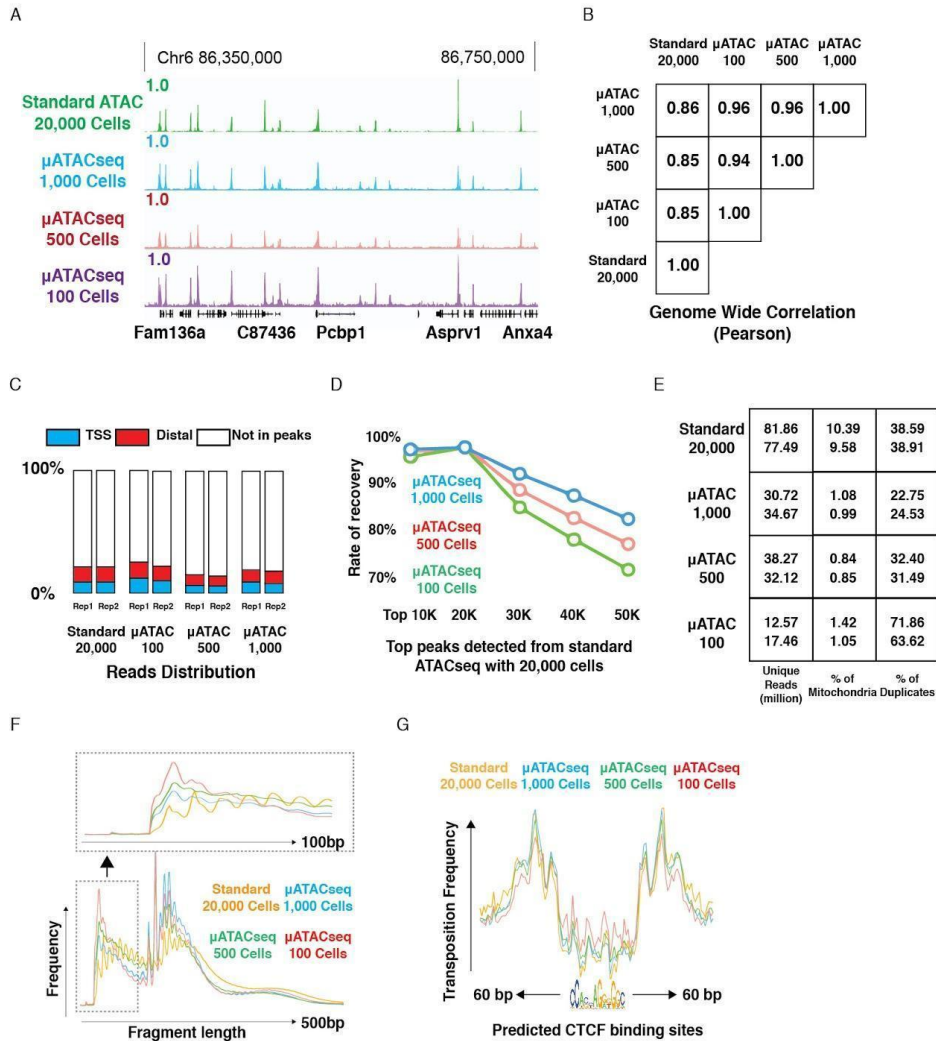 A
Chr6 86,350,000
86,750,000
1.0
Standard ATAC
20,000 Cells
1.0
µATACseq
1,000 Cells
1.0
µATACseq
500 Cells
1.0
µATACseq
100 Cells
Fam136a C87436 Pcbp1 Asprv1 Anxa4
B
Standard µATAC µATAC µATAC
20,000 100 500 1,000
µATAC
1,000
0.86 0.96 0.96 1.00
µATAC
500
0.85 0.94 1.00
µATAC
100
0.85 1.00
Standard
20,000
1.00
Genome Wide Correlation
(Pearson)
C
TSS Distal Not in peaks
100%
0%
Rep1 Rep2 Rep1 Rep2 Rep1 Rep2 Rep1 Rep2
Standard µATAC µATAC µATAC
20,000 100 500 1,000
Reads Distribution
D
100%
90%
80%
70%
Rate of recovery
µATACseq
1,000 Cells
µATACseq
500 Cells
µATACseq
100 Cells
Top 10K 20K 30K 40K 50K
Top peaks detected from standard
ATACseq with 20,000 cells
E
Standard
20,000
81.86 10.39 38.59
77.49 9.58 38.91
µATAC
1,000
30.72 1.08 22.75
34.67 0.99 24.53
µATAC
500
38.27 0.84 32.40
32.12 0.85 31.49
µATAC
100
12.57 1.42 71.86
17.46 1.05 63.62
Unique
Reads
(million)
% of
Mitochondria
% of
Duplicates
F
100bp
Standard
20,000 Cells
µATACseq
1,000 Cells
µATACseq
500 Cells
µATACseq
100 Cells
Frequency
Fragment length
500bp
G
Standard
20,000 Cells
µATACseq
1,000 Cells
µATACseq
500 Cells
µATACseq
100 Cells
Transposition Frequency
60 bp
60 bp
Predicted CTCF binding sites